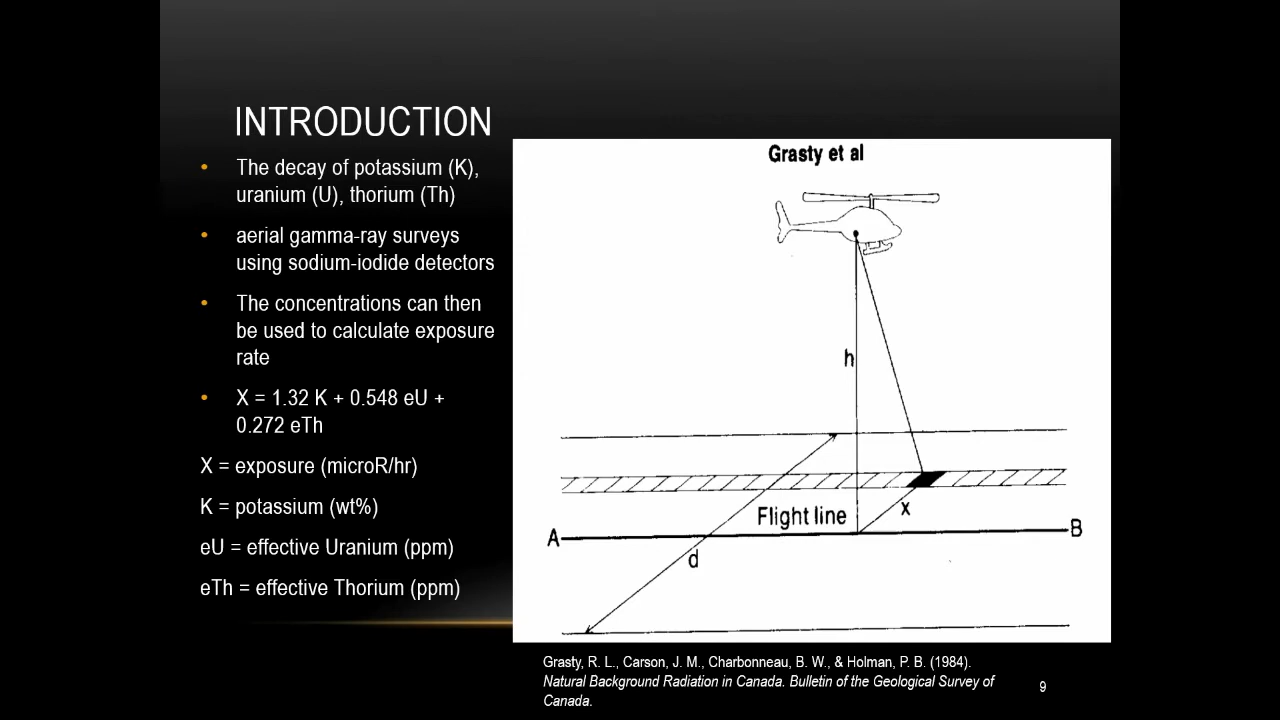 INTRODUCTION
• The decay of potassium (K),
uranium (U), thorium (Th)
• aerial gamma-ray surveys
using sodium-iodide detectors
• The concentrations can then
be used to calculate exposure
rate
• X = 1.32 K + 0.548 eU +
0.272 eTh
X = exposure (microR/hr)
K = potassium (wt%)
eU = effective Uranium (ppm)
eTh = effective Thorium (ppm)
Grasty et al
h
x
Flight line
A
B
d
Grasty, R. L., Carson, J. M., Charbonneau, B. W., & Holman, P. B. (1984).
Natural Background Radiation in Canada. Bulletin of the Geological Survey of
Canada.
9